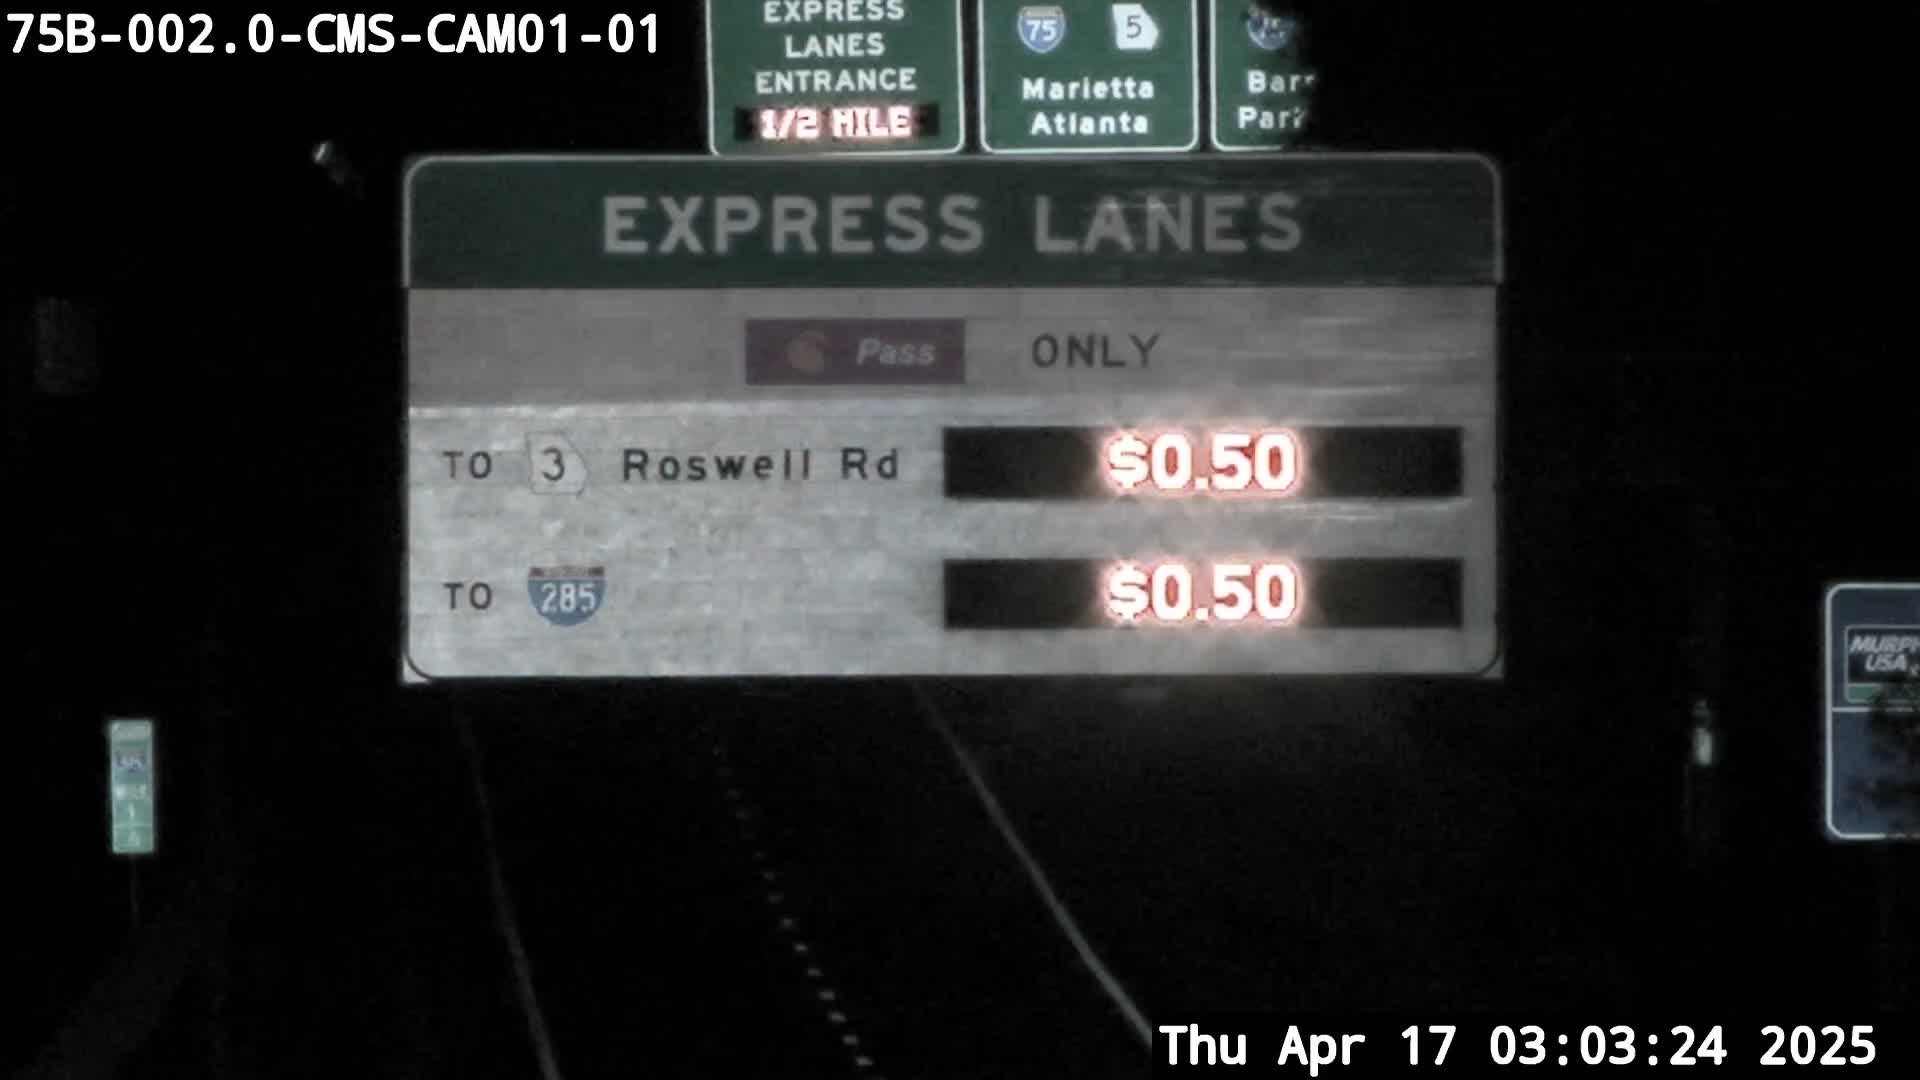 75B-002.0-CMS-CAM01-01
EXPRESS
LANES
ENTRANCE
1/2 MILE
75 5
Marietta
Atlanta
EXPRESS LANES
Pass ONLY
TO 3 Roswell Rd $0.50
TO 285 $0.50
USA
Thu Apr 17 03:03:24 2025